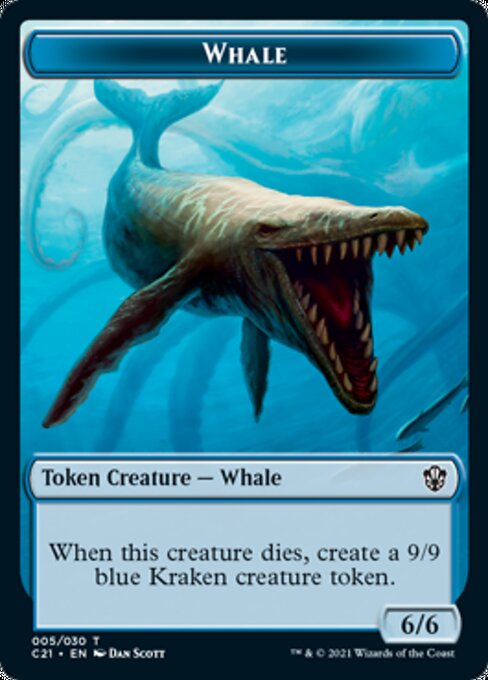 Whale
Token Creature — Whale
When this creature dies, create a 9/9
blue Kraken creature token.
6/6
005/030 T
C21 • EN Dan Scott
™ & © 2021 Wizards of the Coast